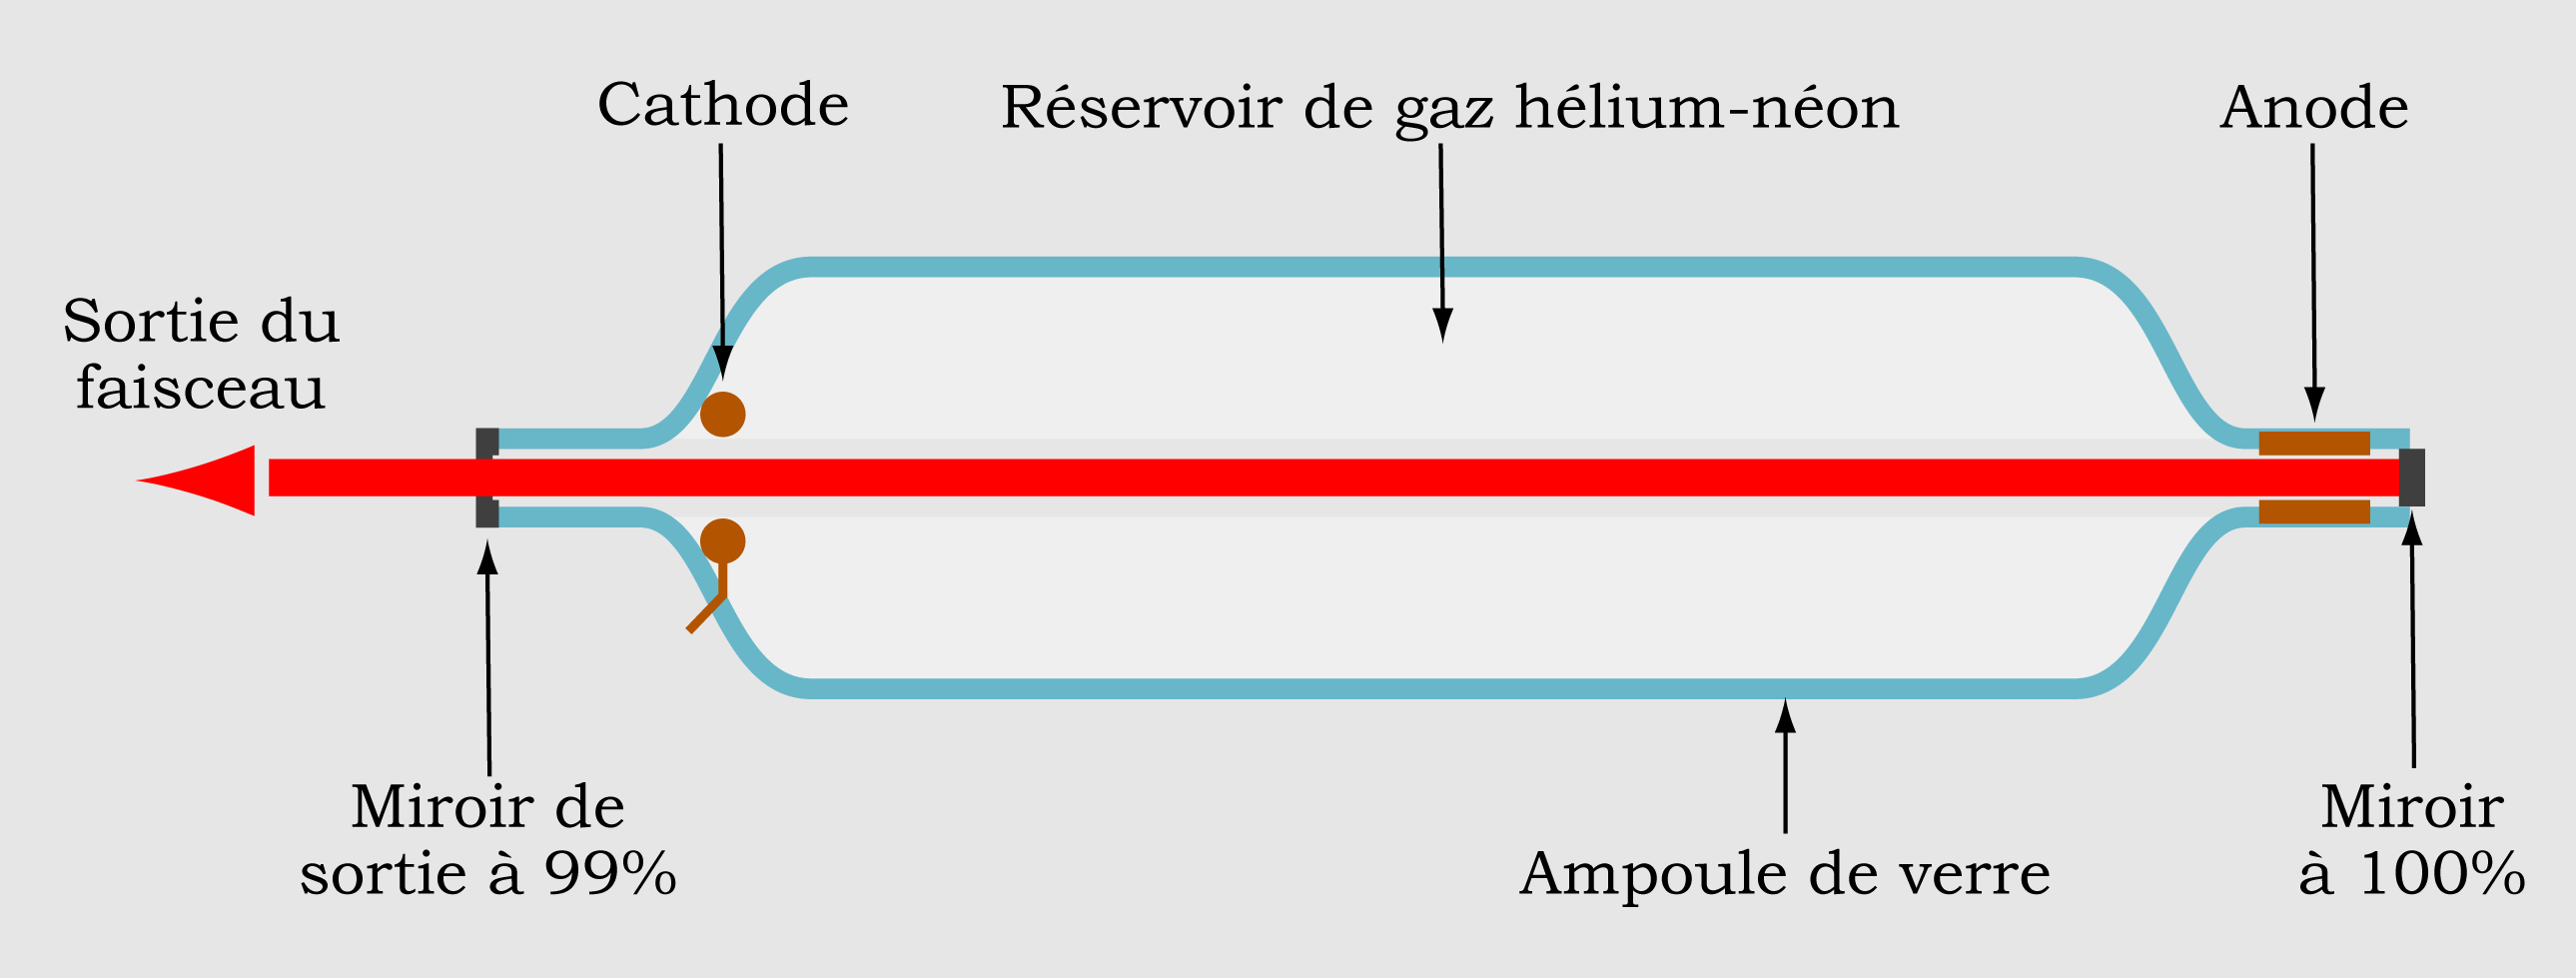 Cathode
Réservoir de gaz hélium-néon
Anode
Sortie du
faisceau
Miroir de
sortie à 99%
Ampoule de verre
Miroir
à 100%